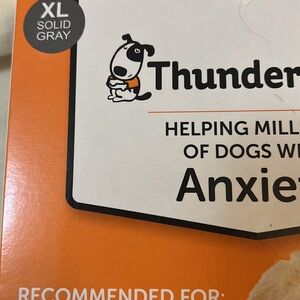 XL
SOLID
GRAY
Thunder
HELPING MILL
OF DOGS WI
Anxie
RECOMMENDED FOR: